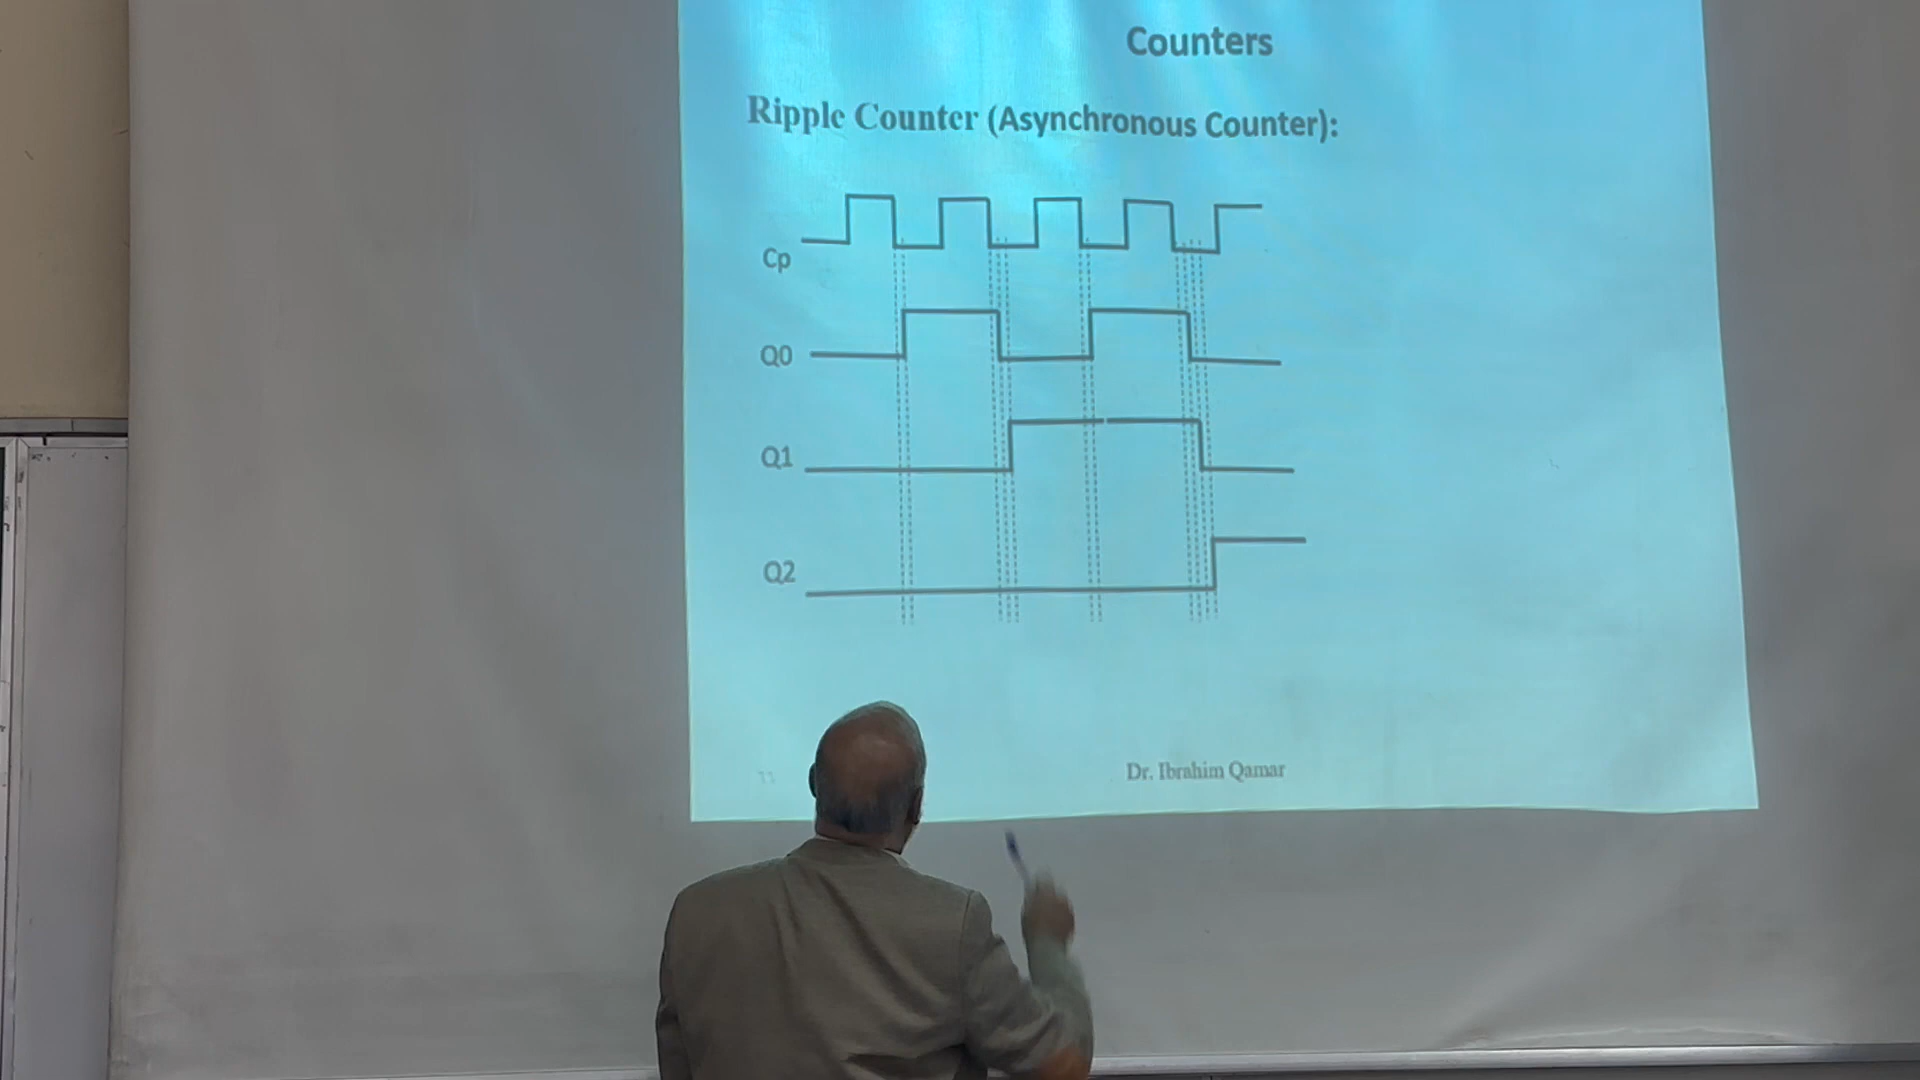 Counters
Ripple Counter (Asynchronous Counter):
Cp
Q0
Q1
Q2
Dr. Ibrahim Qamar